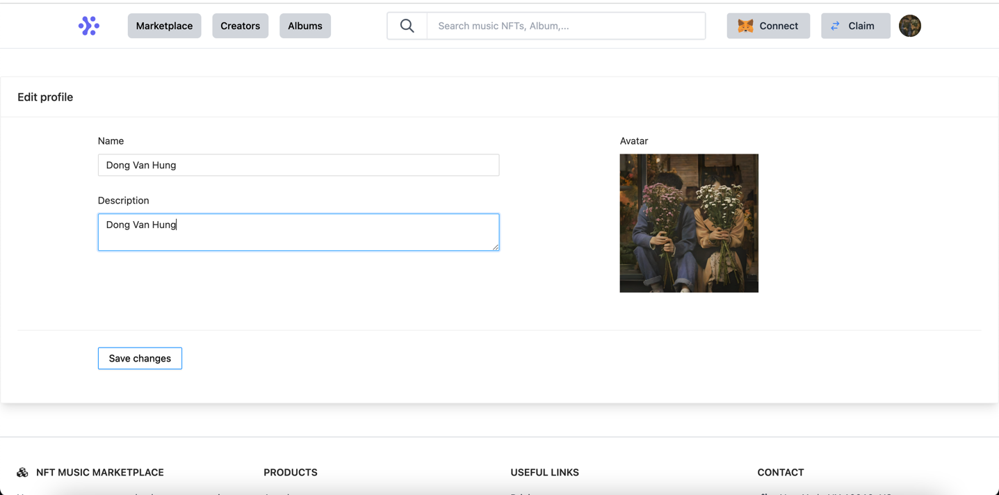 Marketplace
Creators
Albums
Search music NFTs, Album,...
Connect
Claim
Edit profile
Name
Dong Van Hung
Description
Dong Van Hung
Avatar
Save changes
NFT MUSIC MARKETPLACE
PRODUCTS
USEFUL LINKS
CONTACT